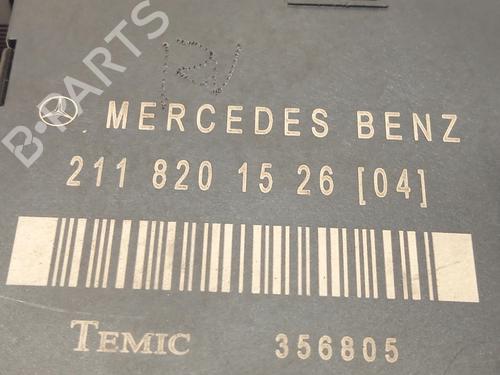 B-PARTS
MERCEDES BENZ
211 820 15 26 [04]
TEMIC 356805